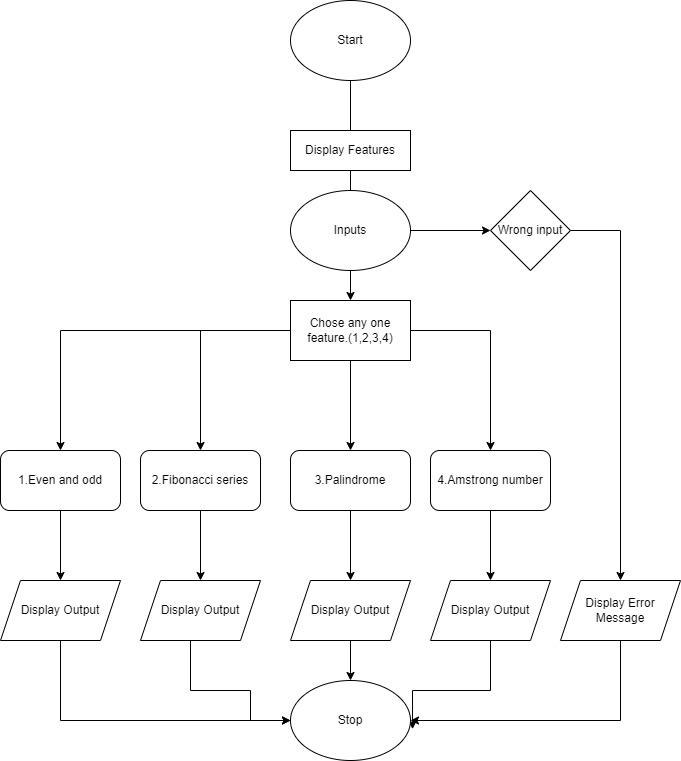 Start
Display Features
Inputs
Wrong input
Chose any one
feature.(1,2,3,4)
1.Even and odd
2.Fibonacci series
3.Palindrome
4.Amstrong number
Display Output
Display Output
Display Output
Display Output
Display Error
Message
Stop